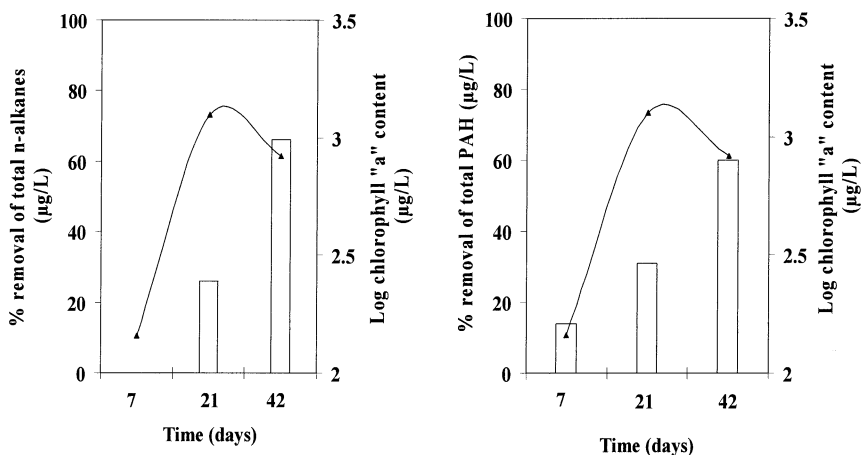 100
80
60
40
20
0
% removal of total n-alkanes
(µg/L)
3.5
3
2.5
2
Log chlorophyll "a" content
(µg/L)
7 21 42
Time (days)
100
80
60
40
20
0
% removal of total PAH (µg/L)
3.5
3
2.5
2
Log chlorophyll "a" content
(µg/L)
7 21 42
Time (days)